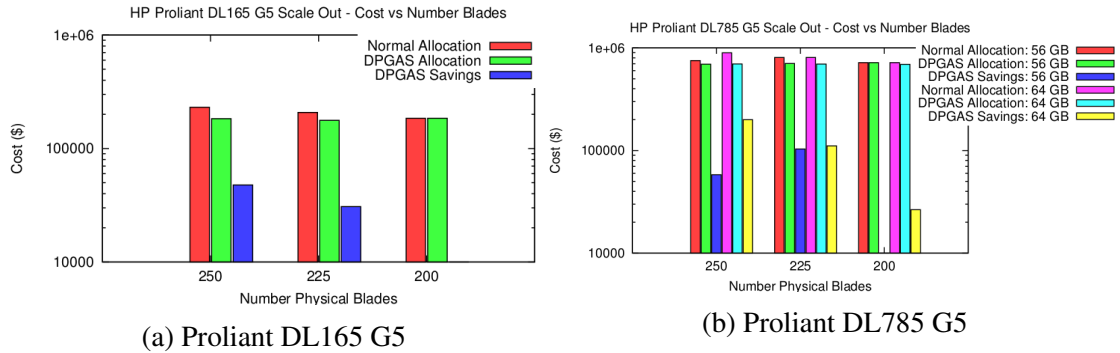 HP Proliant DL165 G5 Scale Out - Cost vs Number Blades
1e+06
100000
10000
Cost ($)
Normal Allocation
DPGAS Allocation
DPGAS Savings
250 225 200
Number Physical Blades
(a) Proliant DL165 G5
HP Proliant DL785 G5 Scale Out - Cost vs Number Blades
1e+06
100000
10000
Cost ($)
Normal Allocation: 56 GB
DPGAS Allocation: 56 GB
DPGAS Savings: 56 GB
Normal Allocation: 64 GB
DPGAS Allocation: 64 GB
DPGAS Savings: 64 GB
250 225 200
Number Physical Blades
(b) Proliant DL785 G5